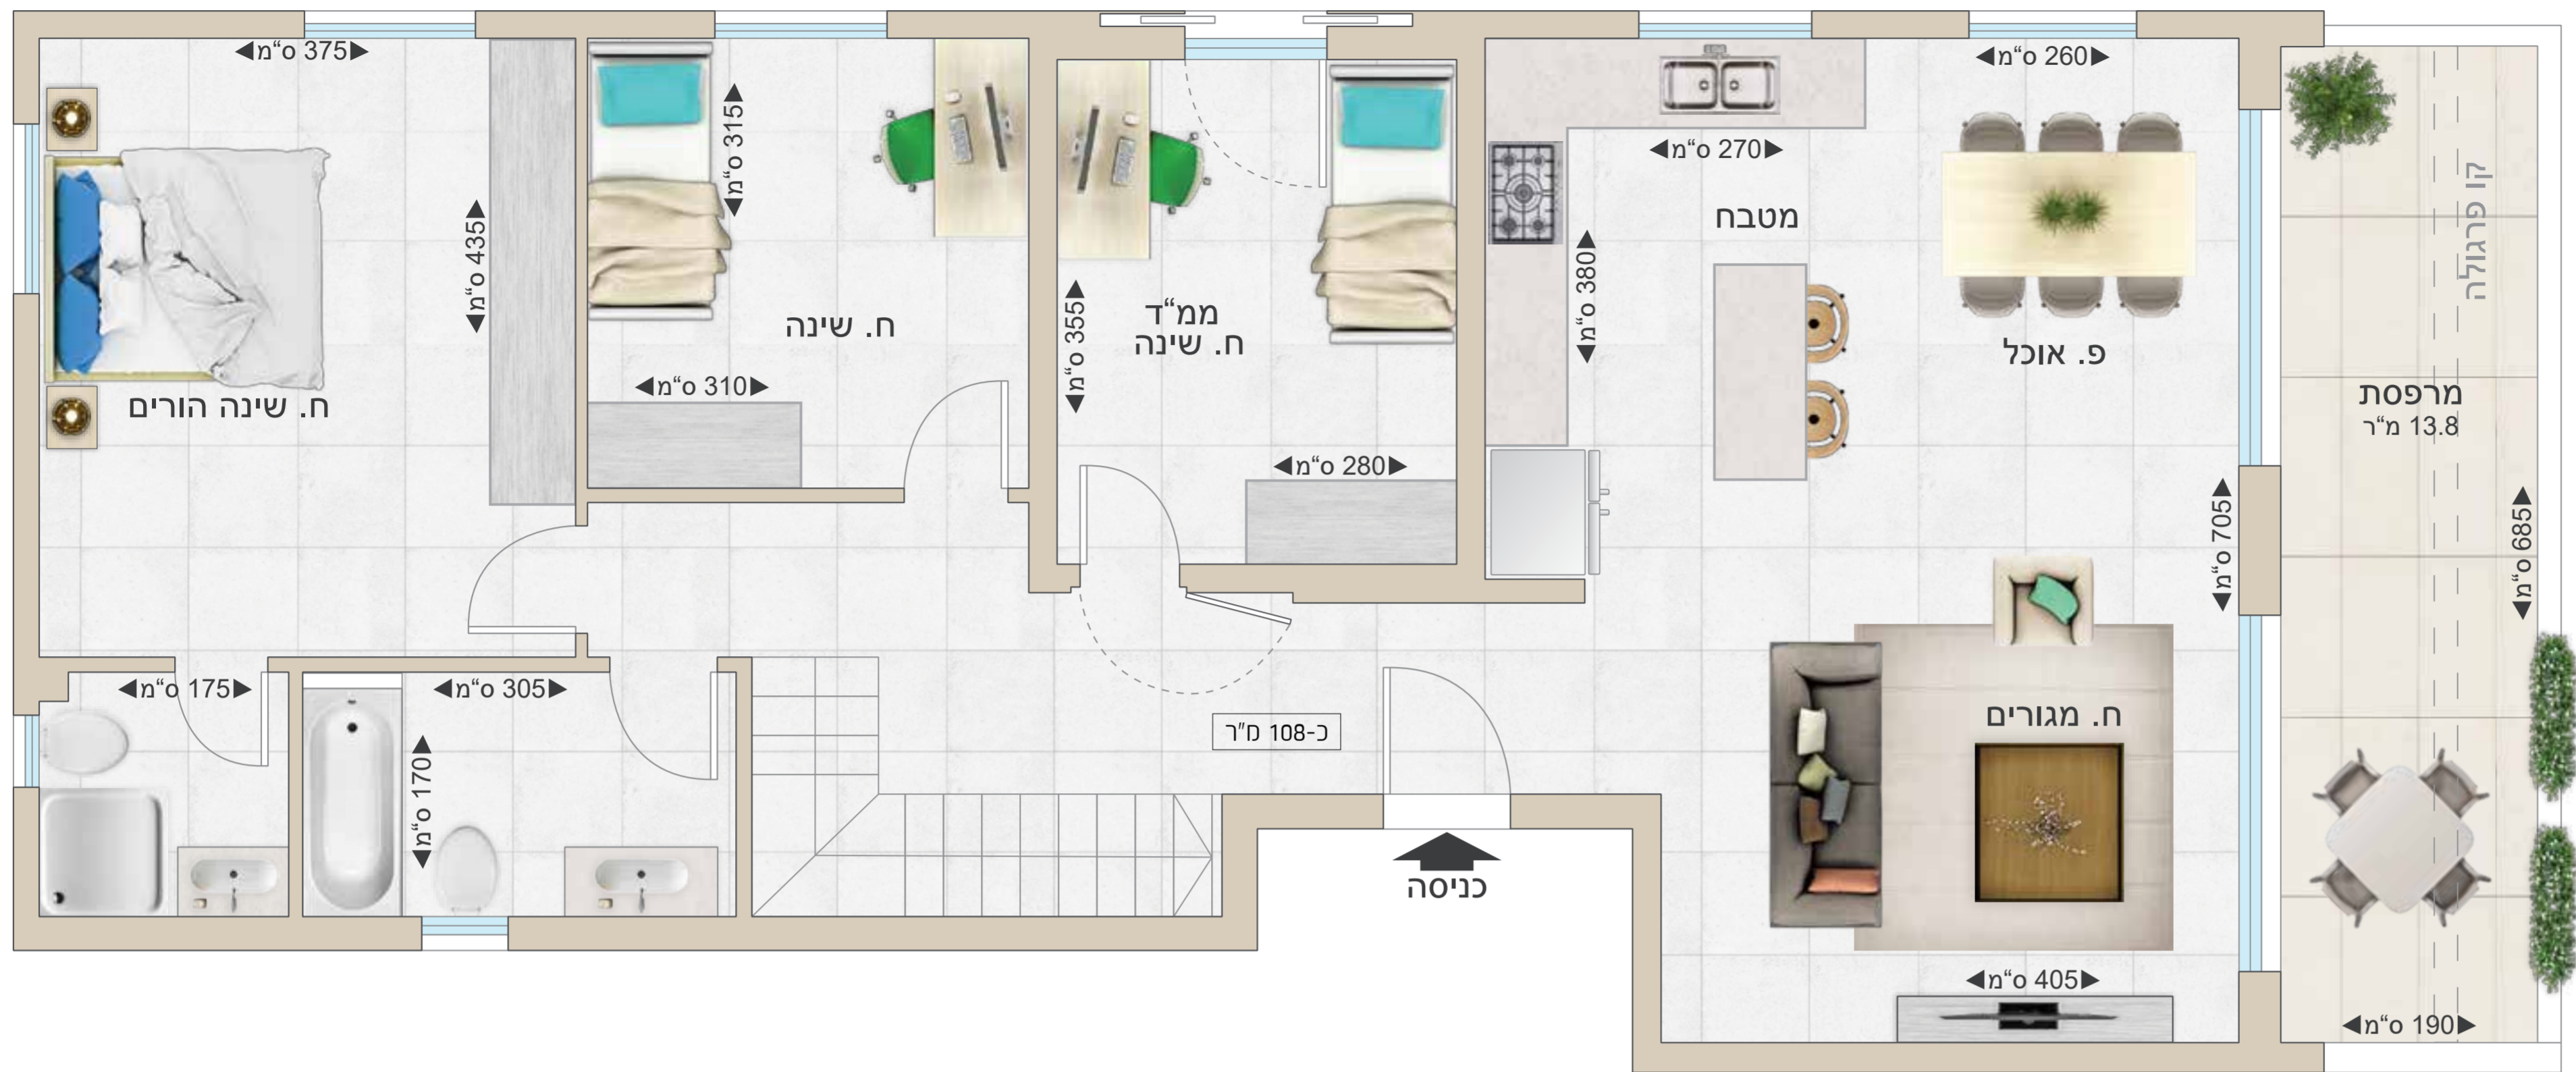 375 ס"מ
260 ס"מ
315 ס"מ
270 ס"מ
קו פרגולה
מטבח
435 ס"מ
380 ס"מ
355 ס"מ
ממ"ד
ח. שינה
ח. שינה
פ. אוכל
310 ס"מ
ח. שינה הורים
מרפסת
13.8 מ"ר
280 ס"מ
705 ס"מ
685 ס"מ
175 ס"מ
305 ס"מ
כ-108 מ"ר
ח. מגורים
170 ס"מ
כניסה
405 ס"מ
190 ס"מ